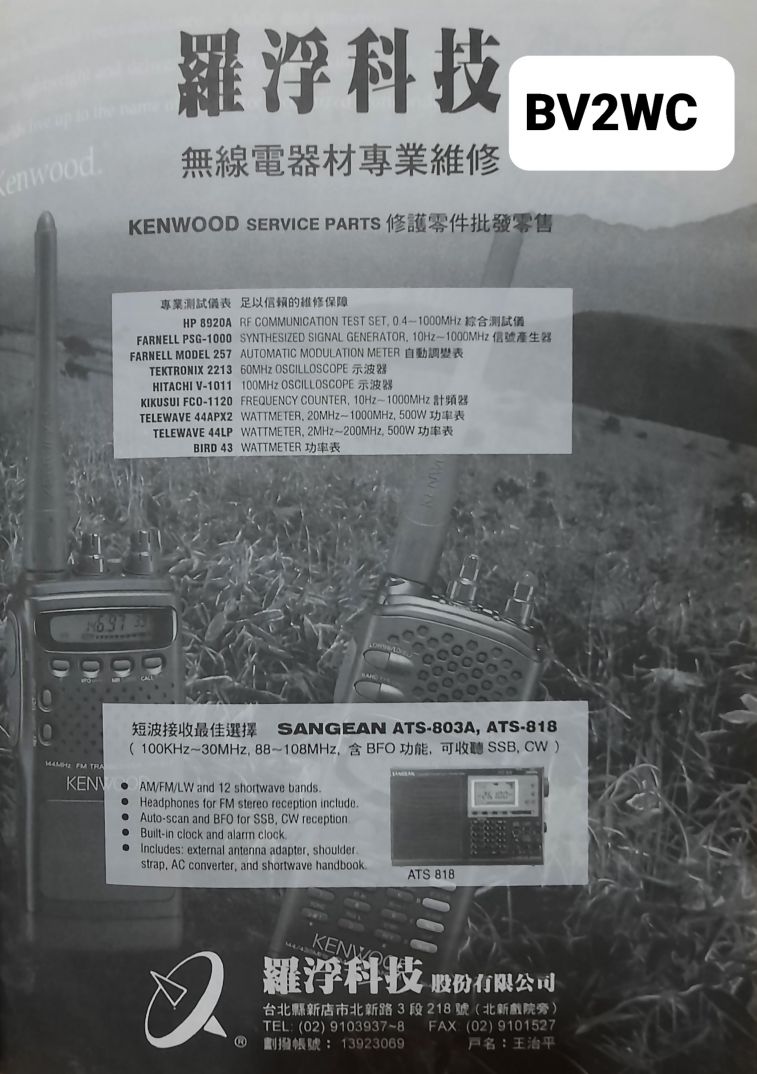 羅浮科技
BV2WC
無線電器材專業維修
Kenwood.
KENWOOD SERVICE PARTS 修護零件批發零售
專業測試儀表 足以信賴的維修保障
HP 8920A RF COMMUNICATION TEST SET, 0.4~1000MHz 綜合測試儀
FARNELL PSG-1000 SYNTHESIZED SIGNAL GENERATOR, 10Hz~1000MHz 信號產生器
FARNELL MODEL 257 AUTOMATIC MODULATION METER 自動調變表
TEKTRONIX 2213 60MHz OSCILLOSCOPE 示波器
HITACHI V-1011 100MHz OSCILLOSCOPE 示波器
KIKUSUI FCO-1120 FREQUENCY COUNTER, 10Hz~1000MHz 計頻器
TELEWAVE 44APX2 WATTMETER, 20MHz~1000MHz, 500W 功率表
TELEWAVE 44LP WATTMETER, 2MHz~200MHz, 500W 功率表
BIRD 43 WATTMETER 功率表
短波接收最佳選擇 SANGEAN ATS-803A, ATS-818
( 100KHz~30MHz, 88~108MHz, 含 BFO 功能, 可收聽 SSB, CW )
144MHz FM
KENWOOD
● AM/FM/LW and 12 shortwave bands.
● Headphones for FM stereo reception include.
● Auto-scan and BFO for SSB, CW reception
● Built-in clock and alarm clock.
● Includes: external antenna adapter, shoulder.
strap, AC converter, and shortwave handbook.
SANGEAN
ATS 818
KENWOOD
羅浮科技 股份有限公司
台北縣新店市北新路 3 段 218 號 ( 北新戲院旁 )
TEL: (02) 9103937~8 FAX: (02) 9101527
® 劃撥帳號： 13923069 戶名：王治平